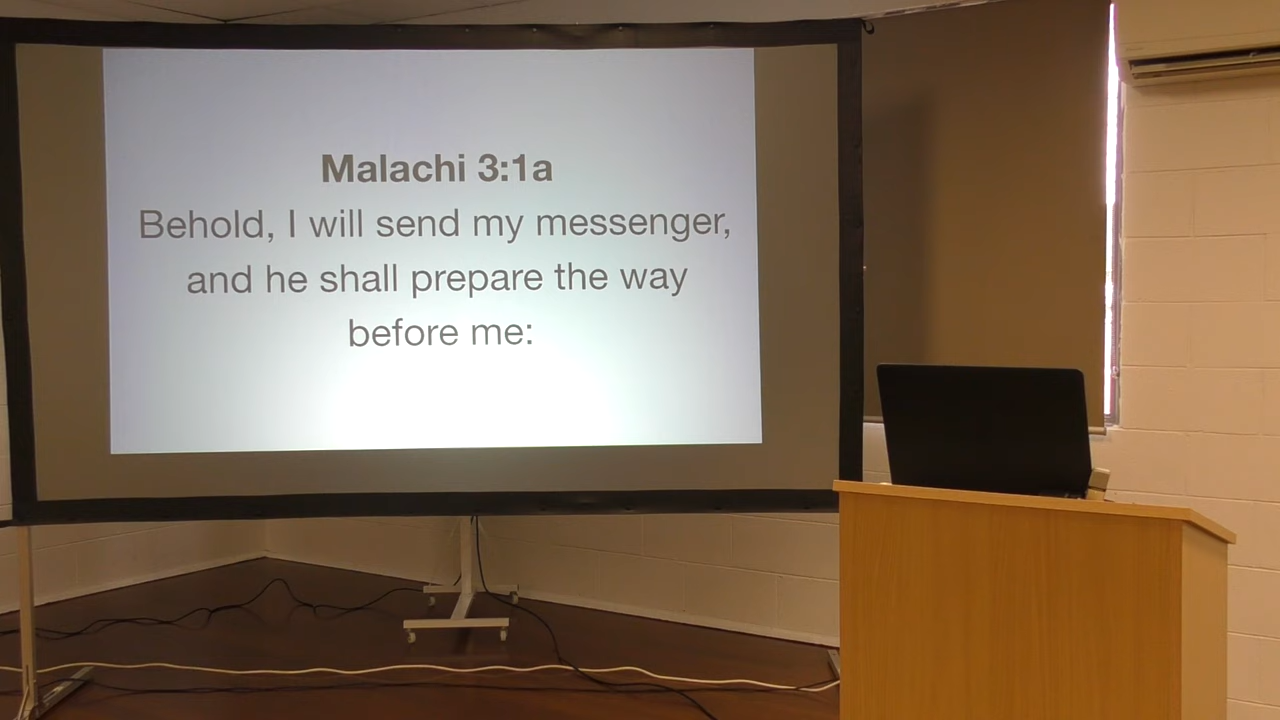 Malachi 3:1a
Behold, I will send my messenger,
and he shall prepare the way
before me: